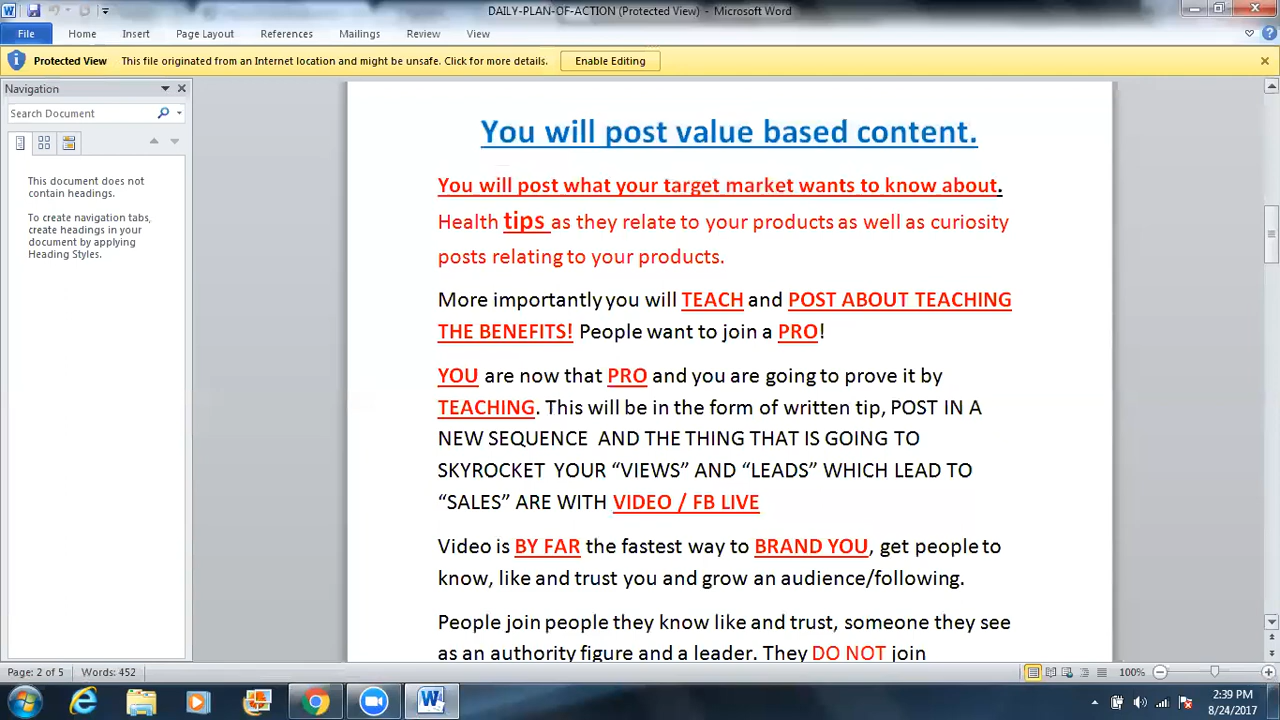 DAILY-PLAN-OF-ACTION (Protected View) - Microsoft Word
File Home Insert Page Layout References Mailings Review View
Protected View This file originated from an Internet location and might be unsafe. Click for more details. Enable Editing
Navigation
Search Document
This document does not
contain headings.
To create navigation tabs,
create headings in your
document by applying
Heading Styles.
You will post value based content.
You will post what your target market wants to know about.
Health tips as they relate to your products as well as curiosity
posts relating to your products.
More importantly you will TEACH and POST ABOUT TEACHING
THE BENEFITS! People want to join a PRO!
YOU are now that PRO and you are going to prove it by
TEACHING. This will be in the form of written tip, POST IN A
NEW SEQUENCE AND THE THING THAT IS GOING TO
SKYROCKET YOUR “VIEWS” AND “LEADS” WHICH LEAD TO
“SALES” ARE WITH VIDEO / FB LIVE
Video is BY FAR the fastest way to BRAND YOU, get people to
know, like and trust you and grow an audience/following.
People join people they know like and trust, someone they see
as an authority figure and a leader. They DO NOT join
Page: 2 of 5 Words: 452 100%
2:39 PM
8/24/2017